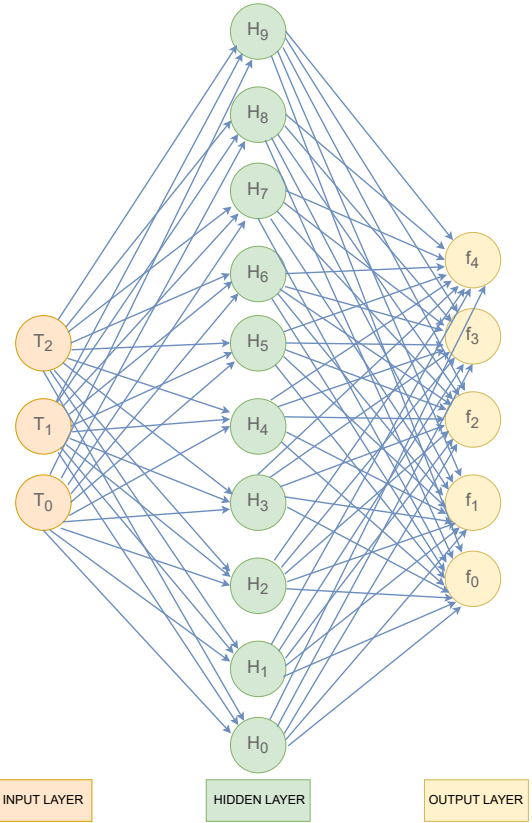 H9
H8
H7
H6
H5
H4
H3
H2
H1
H0
T2
T1
T0
f4
f3
f2
f1
f0
INPUT LAYER
HIDDEN LAYER
OUTPUT LAYER